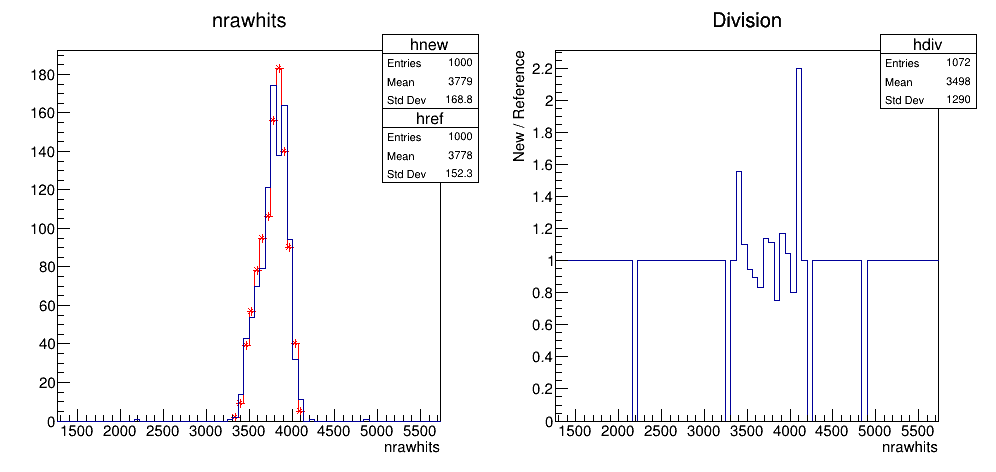 nrawhits
hnew
Entries 1000
Mean 3779
Std Dev 168.8
href
Entries 1000
Mean 3778
Std Dev 152.3
180
160
140
120
100
80
60
40
20
0
1500 2000 2500 3000 3500 4000 4500 5000 5500
nrawhits
Division
hdiv
Entries 1072
Mean 3498
Std Dev 1290
New / Reference
2.2
2
1.8
1.6
1.4
1.2
1
0.8
0.6
0.4
0.2
0
1500 2000 2500 3000 3500 4000 4500 5000 5500
nrawhits